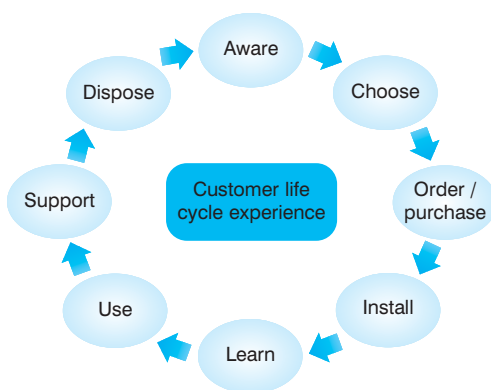 Aware
Choose
Order /
purchase
Install
Learn
Use
Support
Dispose
Customer life
cycle experience